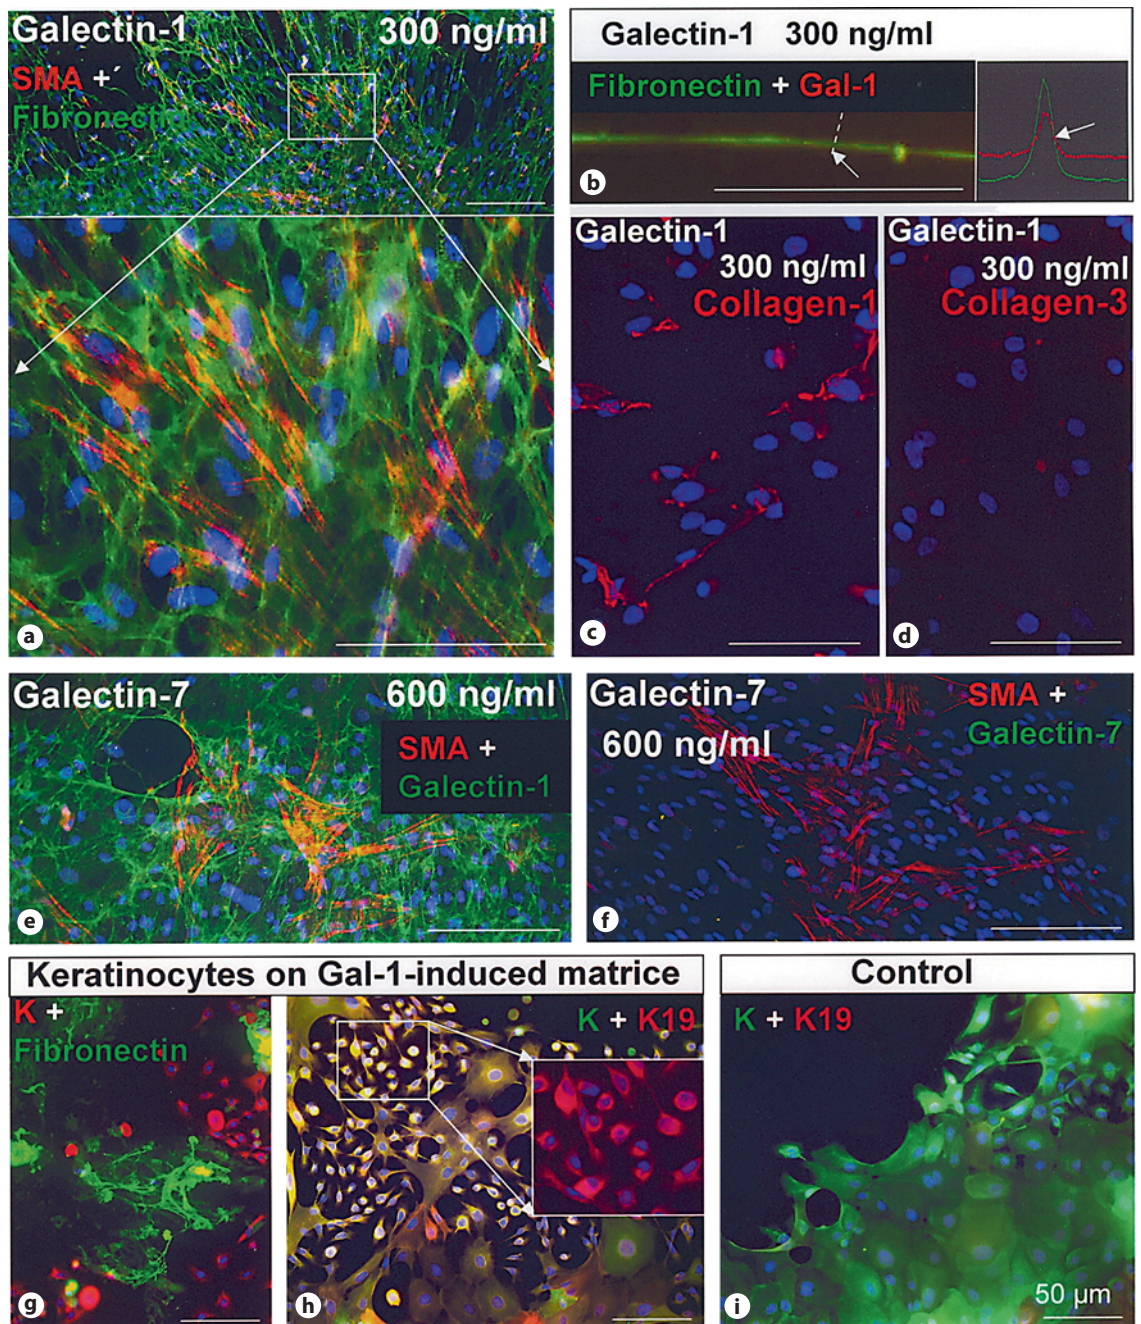 Galectin-1 300 ng/ml
SMA +´
Fibronectin
a
Galectin-1 300 ng/ml
Fibronectin + Gal-1
b
Galectin-1
300 ng/ml
Collagen-1
c
Galectin-1
300 ng/ml
Collagen-3
d
Galectin-7 600 ng/ml
SMA +
Galectin-1
e
Galectin-7
600 ng/ml
SMA +
Galectin-7
f
Keratinocytes on Gal-1-induced matrice
K +
Fibronectin
g
K + K19
h
Control
K + K19
50 µm
i